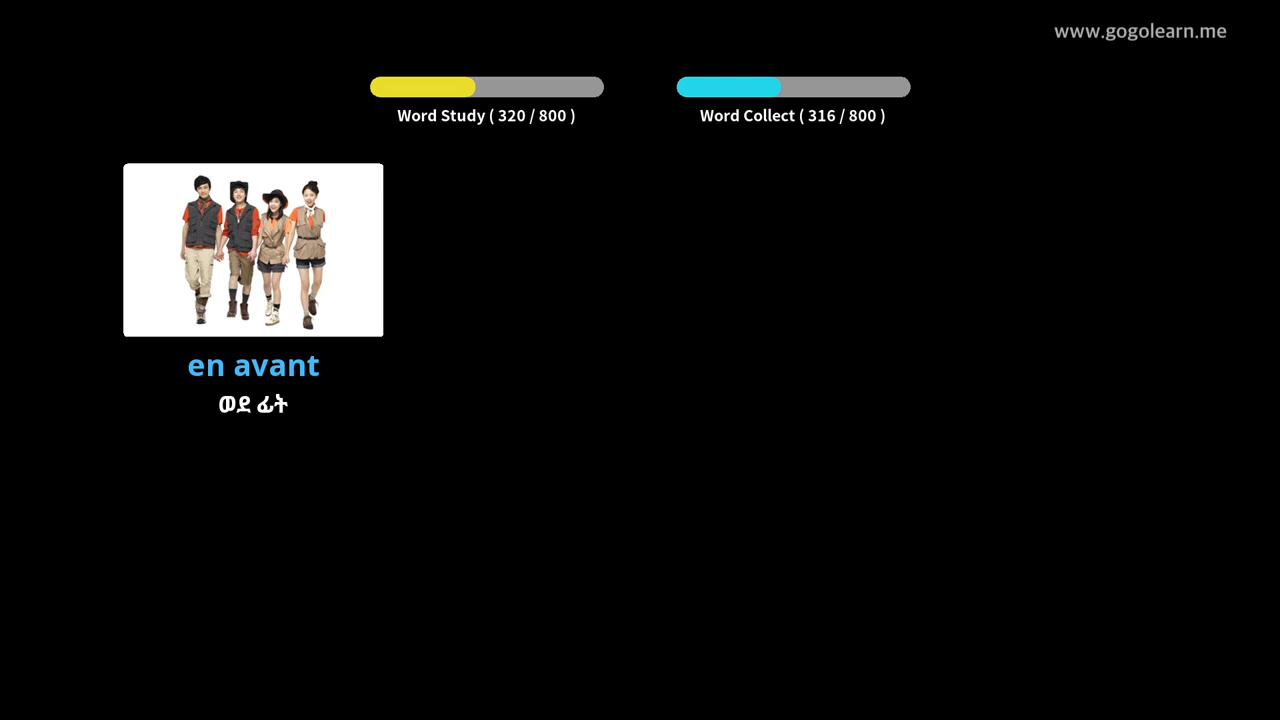 www.gogolearn.me
Word Study ( 320 / 800 )
Word Collect ( 316 / 800 )
en avant
ወደ ፊት